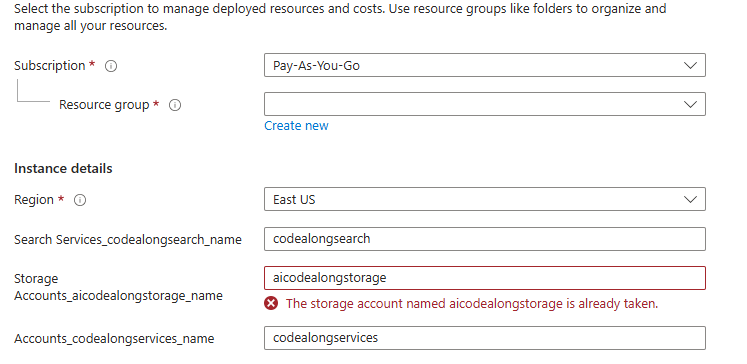 Select the subscription to manage deployed resources and costs. Use resource groups like folders to organize and
manage all your resources.
Subscription *
Pay-As-You-Go
Resource group *
Create new
Instance details
Region *
East US
Search Services_codealongsearch_name
codealongsearch
Storage
Accounts_aicodealongstorage_name
aicodealongstorage
The storage account named aicodealongstorage is already taken.
Accounts_codealongservices_name
codealongservices